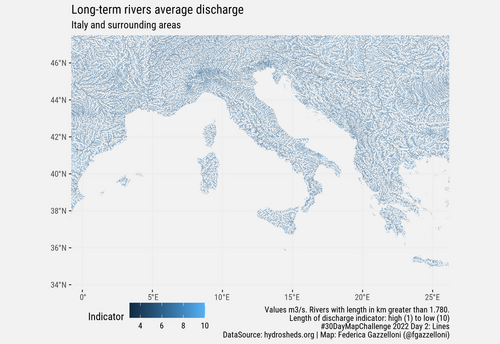 Long-term rivers average discharge
Italy and surrounding areas
46°N
44°N
42°N
40°N
38°N
36°N
34°N
0°
5°E
10°E
15°E
20°E
25°E
Indicator
4
6
8
10
Values m3/s. Rivers with length in km greater than 1.780.
Length of discharge indicator: high (1) to low (10)
#30DayMapChallenge 2022 Day 2: Lines
DataSource: hydrosheds.org | Map: Federica Gazzelloni (@fgazzelloni)